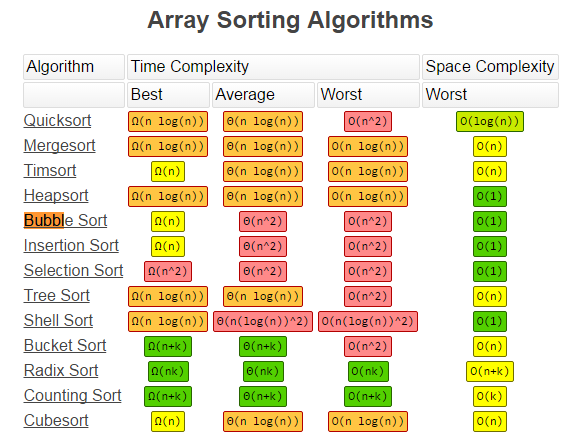 Array Sorting Algorithms
Algorithm Time Complexity Space Complexity
Best Average Worst Worst
Quicksort Ω(n log(n)) Θ(n log(n)) O(n^2) O(log(n))
Mergesort Ω(n log(n)) Θ(n log(n)) O(n log(n)) O(n)
Timsort Ω(n) Θ(n log(n)) O(n log(n)) O(n)
Heapsort Ω(n log(n)) Θ(n log(n)) O(n log(n)) O(1)
Bubble Sort Ω(n) Θ(n^2) O(n^2) O(1)
Insertion Sort Ω(n) Θ(n^2) O(n^2) O(1)
Selection Sort Ω(n^2) Θ(n^2) O(n^2) O(1)
Tree Sort Ω(n log(n)) Θ(n log(n)) O(n^2) O(n)
Shell Sort Ω(n log(n)) Θ(n(log(n))^2) O(n(log(n))^2) O(1)
Bucket Sort Ω(n+k) Θ(n+k) O(n^2) O(n)
Radix Sort Ω(nk) Θ(nk) O(nk) O(n+k)
Counting Sort Ω(n+k) Θ(n+k) O(n+k) O(k)
Cubesort Ω(n) Θ(n log(n)) O(n log(n)) O(n)